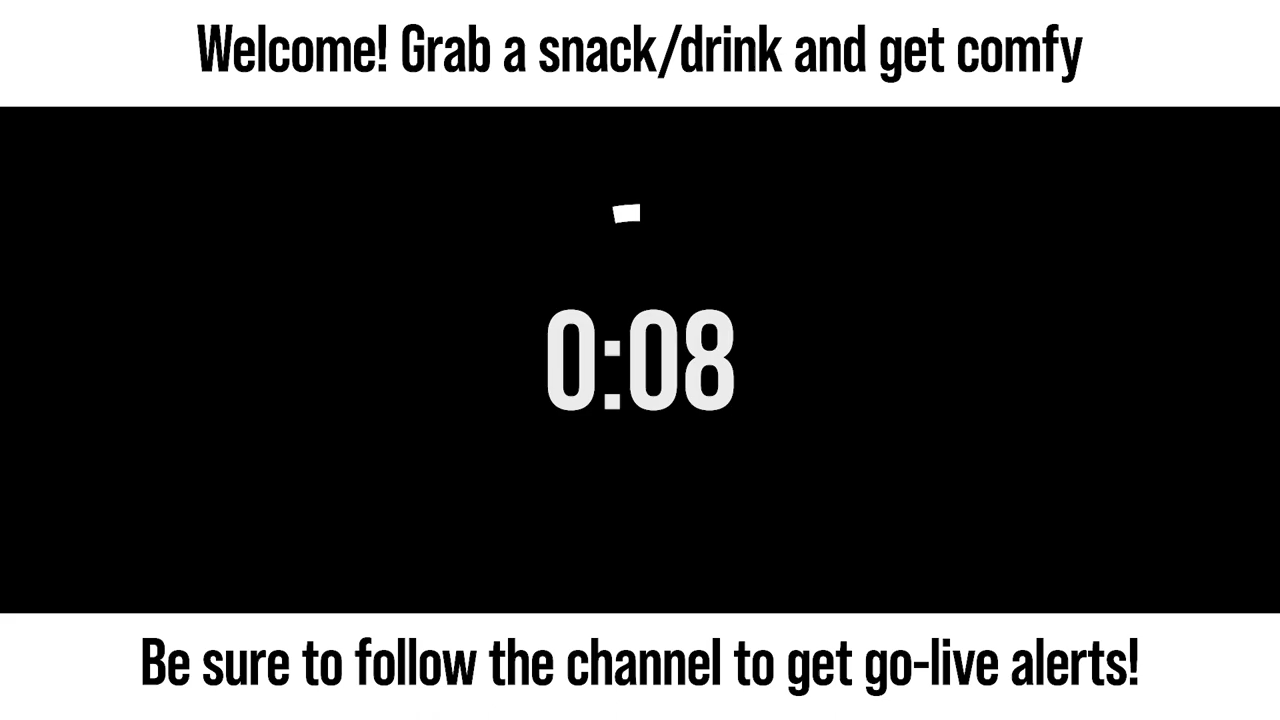 Welcome! Grab a snack/drink and get comfy
0:08
Be sure to follow the channel to get go-live alerts!